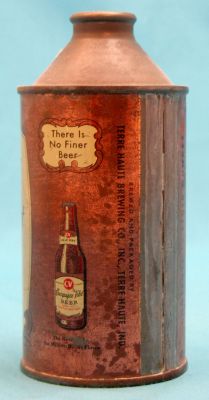 There Is
No Finer
Beer
CV
Champagne Velvet
BEER
BREWED AND PACKAGED BY
TERRE HAUTE BREWING CO., INC., TERRE HAUTE, IND.